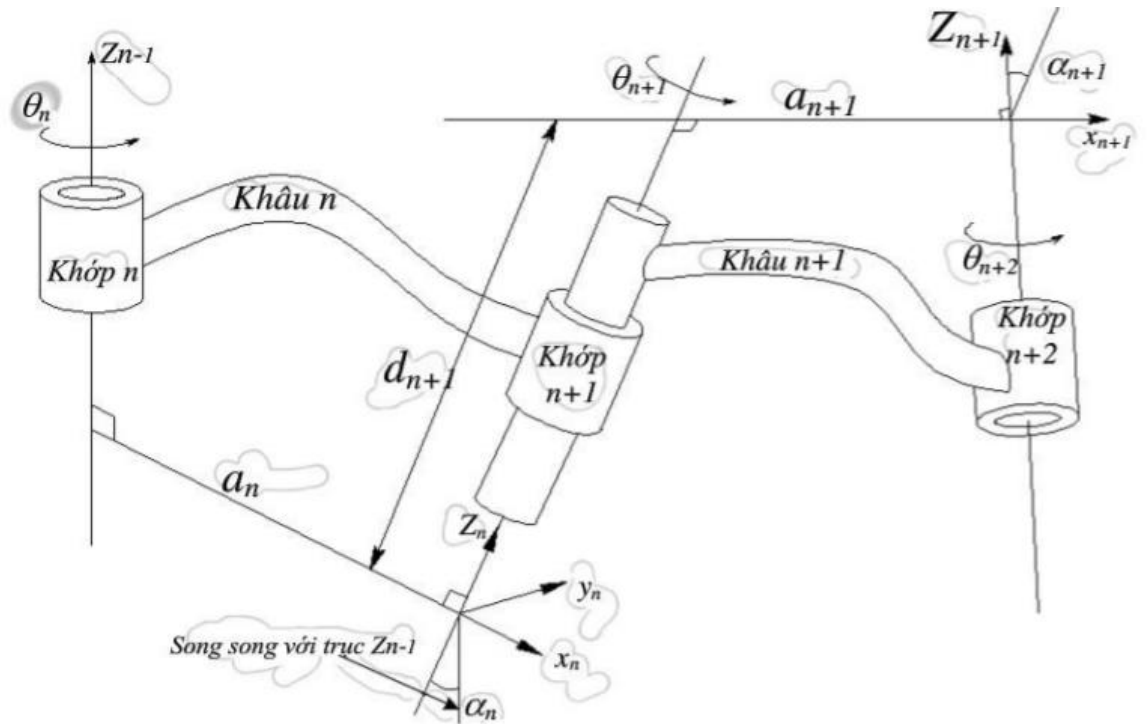 Zn-1
θn
Khớp n
Khâu n
θn+1
an+1
Zn+1
αn+1
xn+1
Khâu n+1
θn+2
Khớp
n+2
Khớp
n+1
dn+1
an
Zn
yn
xn
Song song với trục Zn-1
αn